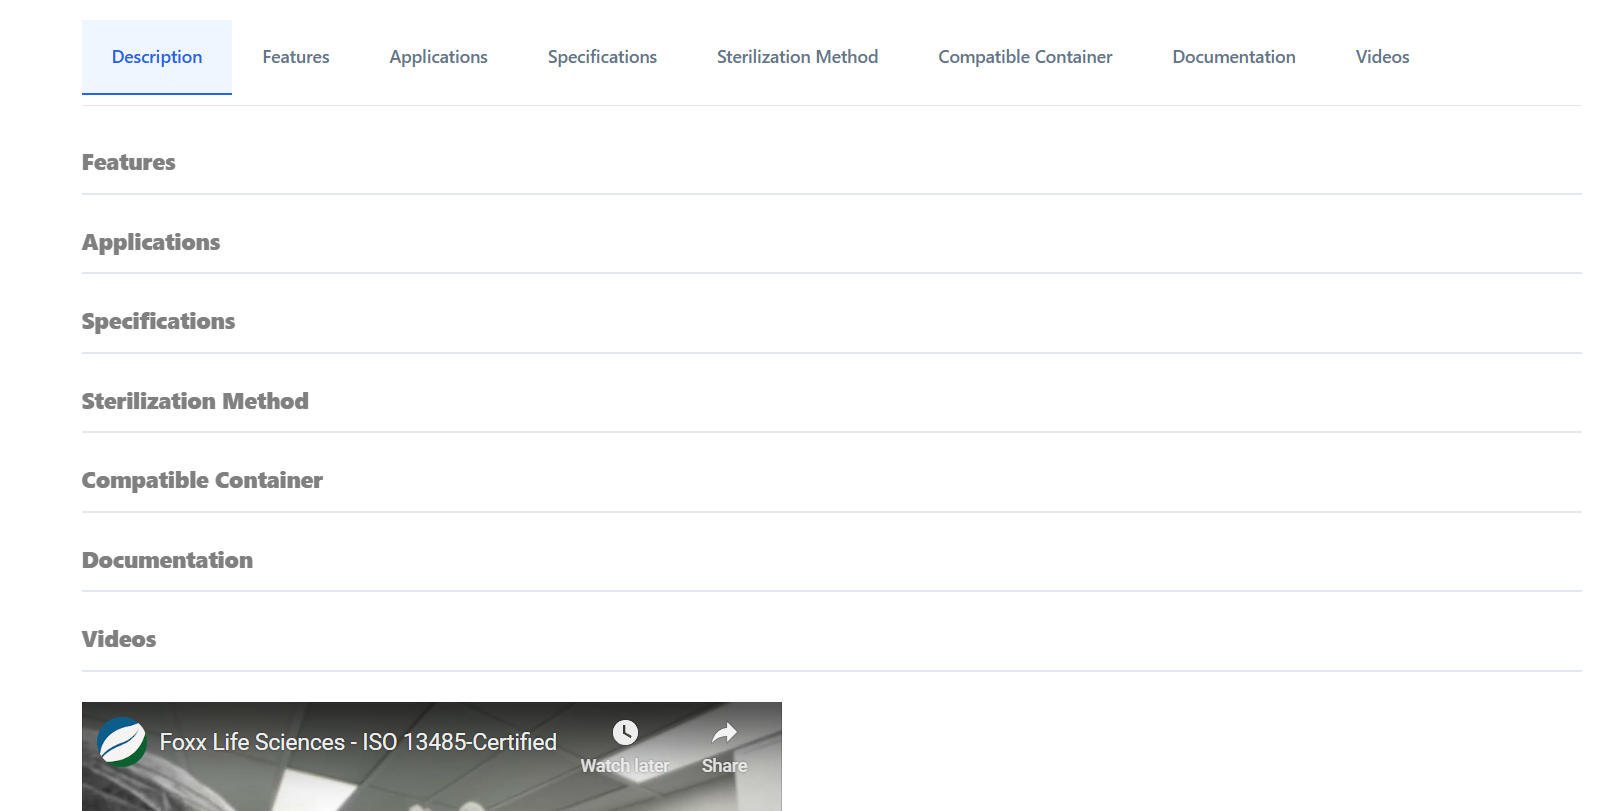 Description Features Applications Specifications Sterilization Method Compatible Container Documentation Videos
Features
Applications
Specifications
Sterilization Method
Compatible Container
Documentation
Videos
Foxx Life Sciences - ISO 13485-Certified
Watch later Share